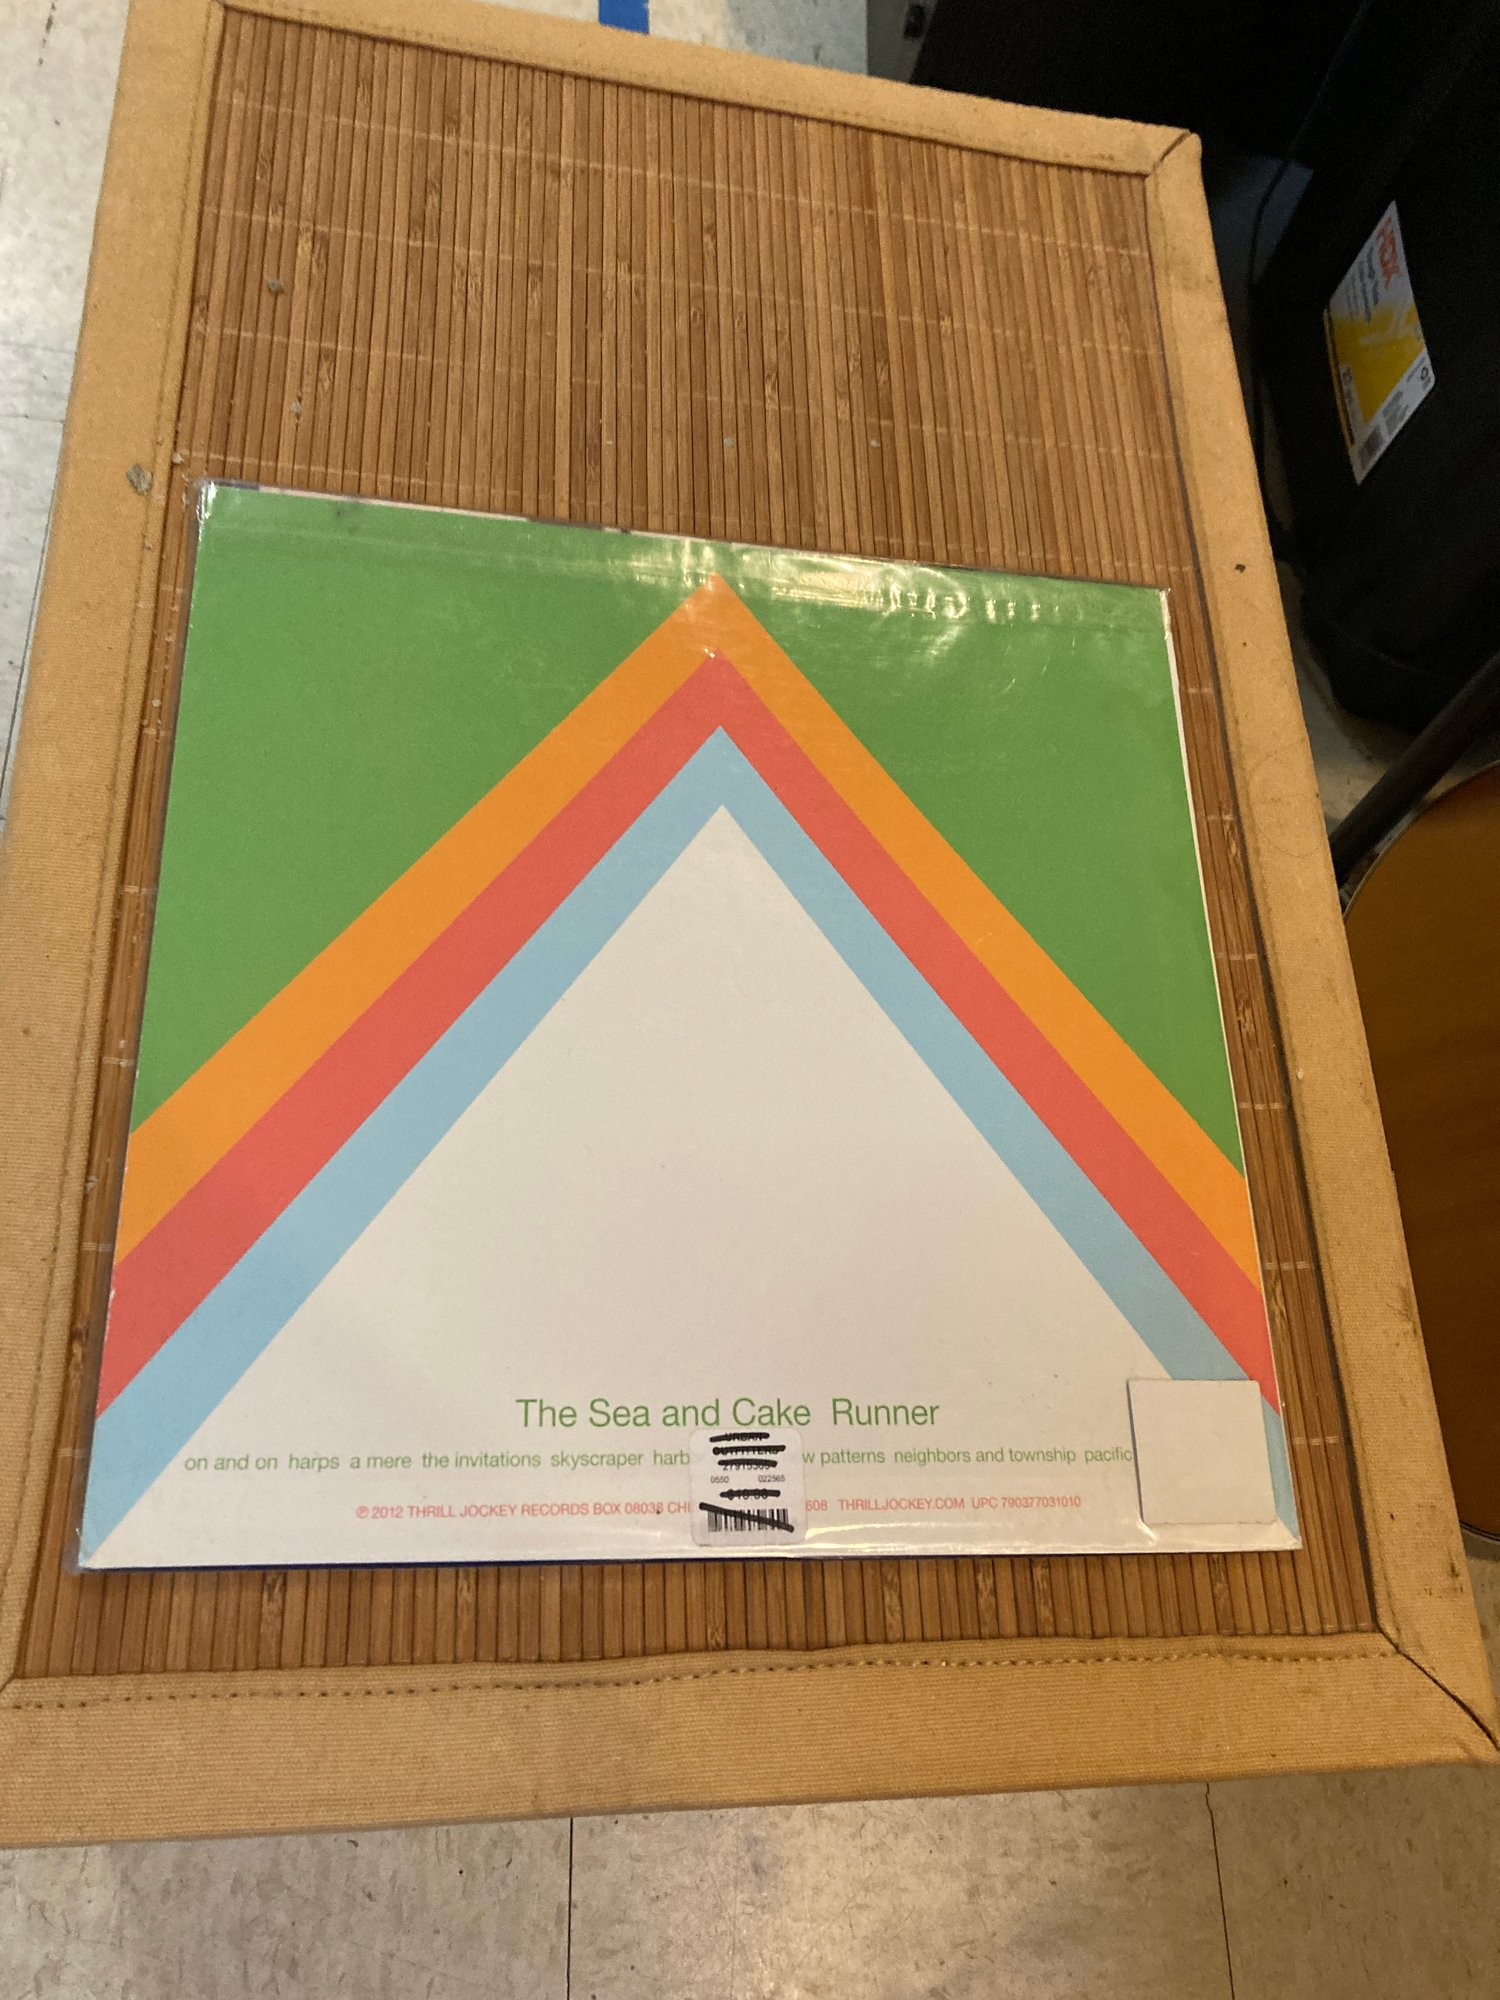 HDX
The Sea and Cake Runner
on and on harps a mere the invitations skyscraper harb w patterns neighbors and township pacific
URBAN
OUTFITTERS
0550 022565
℗ 2012 THRILL JOCKEY RECORDS BOX 08038 CHI 608 THRILLJOCKEY.COM UPC 790377031010